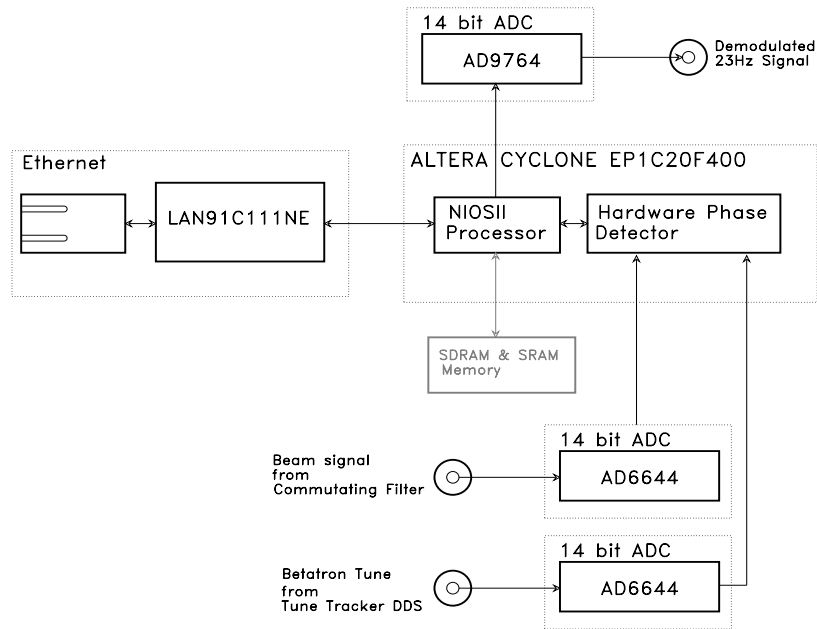 14 bit ADC
AD9764
Demodulated
23Hz Signal
Ethernet
LAN91C111NE
ALTERA CYCLONE EP1C20F400
NIOSII
Processor
Hardware Phase
Detector
SDRAM & SRAM
Memory
14 bit ADC
AD6644
Beam signal
from
Commutating Filter
14 bit ADC
AD6644
Betatron Tune
from
Tune Tracker DDS